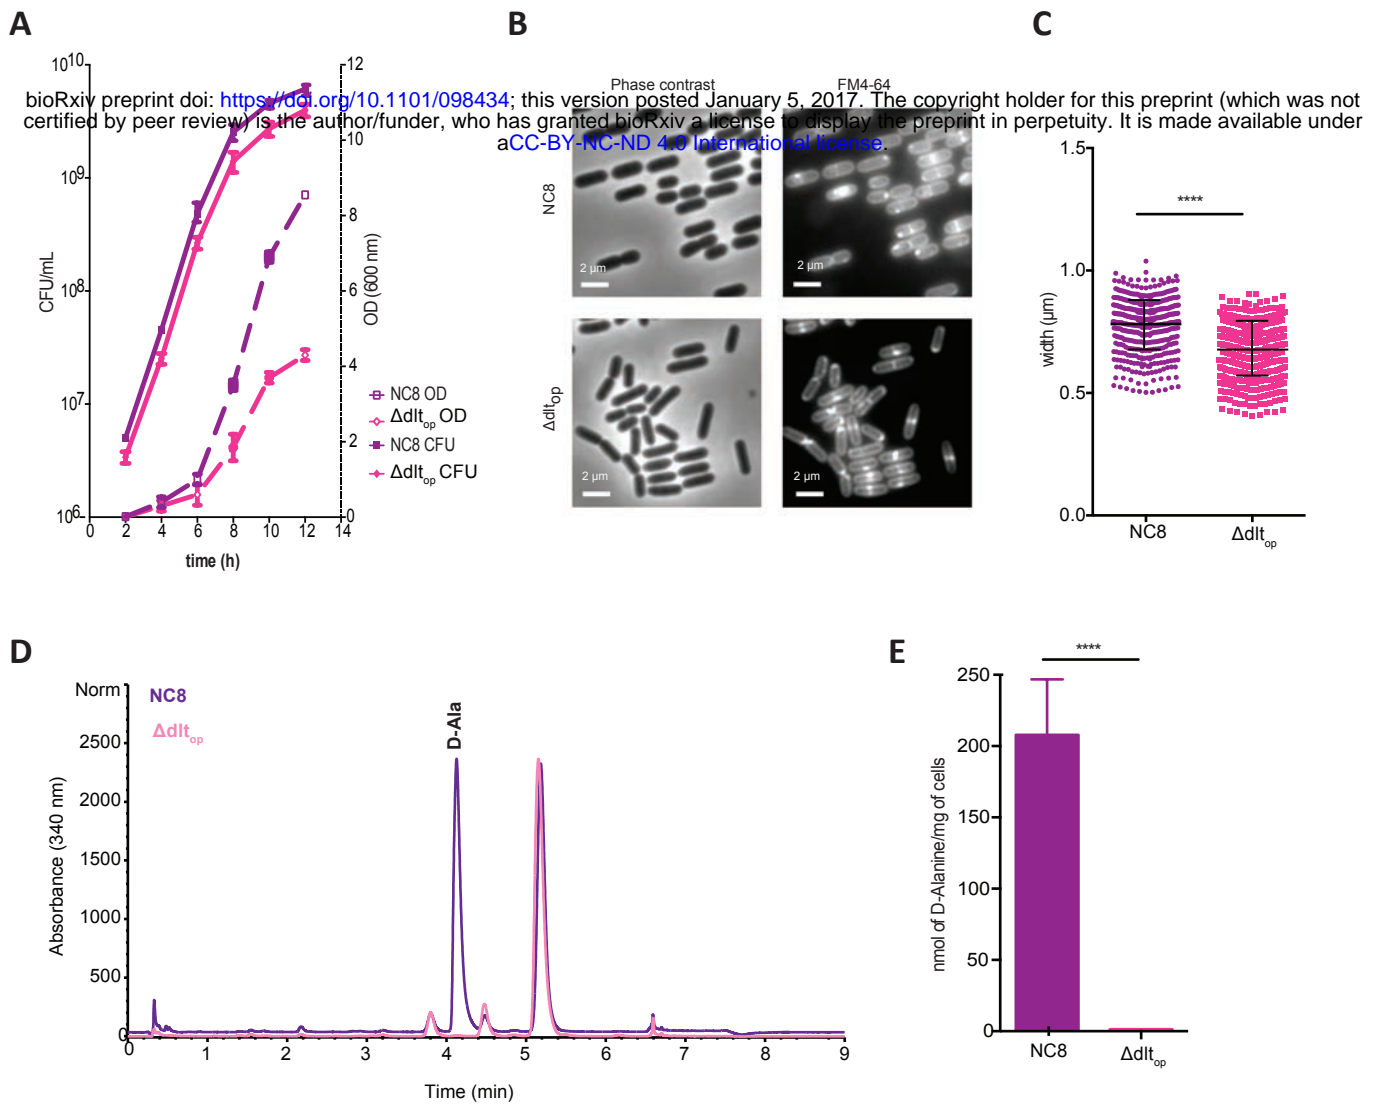 A
B
C
bioRxiv preprint doi: https://doi.org/10.1101/098434; this version posted January 5, 2017. The copyright holder for this preprint (which was not
certified by peer review) is the author/funder, who has granted bioRxiv a license to display the preprint in perpetuity. It is made available under
aCC-BY-NC-ND 4.0 International license.
10^10
10^9
10^8
10^7
10^6
CFU/mL
12
10
8
6
4
2
0
OD (600 nm)
0 2 4 6 8 10 12 14
time (h)
NC8 OD
Δdlt_op OD
NC8 CFU
Δdlt_op CFU
Phase contrast
FM4-64
NC8
2 µm
2 µm
Δdlt_op
2 µm
2 µm
1.5
1.0
0.5
0.0
width (µm)
****
NC8
Δdlt_op
D
Norm
2500
2000
1500
1000
500
0
Absorbance (340 nm)
NC8
Δdlt_op
D-Ala
0 1 2 3 4 5 6 7 8 9
Time (min)
E
250
200
150
100
50
0
nmol of D-Alanine/mg of cells
****
NC8
Δdlt_op